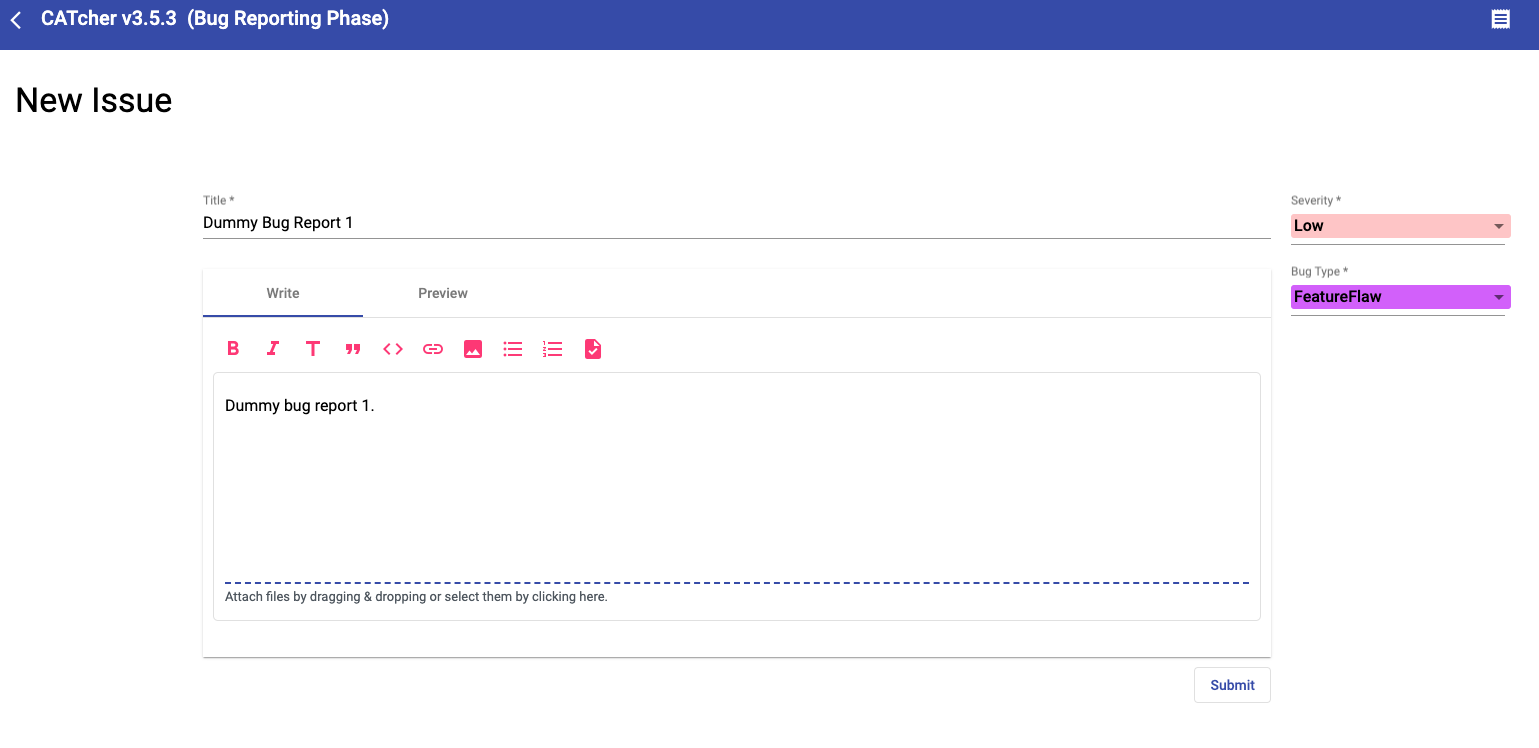 CATcher v3.5.3 (Bug Reporting Phase)
New Issue
Title *
Dummy Bug Report 1
Severity *
Low
Bug Type *
FeatureFlaw
Write Preview
Dummy bug report 1.
Attach files by dragging & dropping or select them by clicking here.
Submit